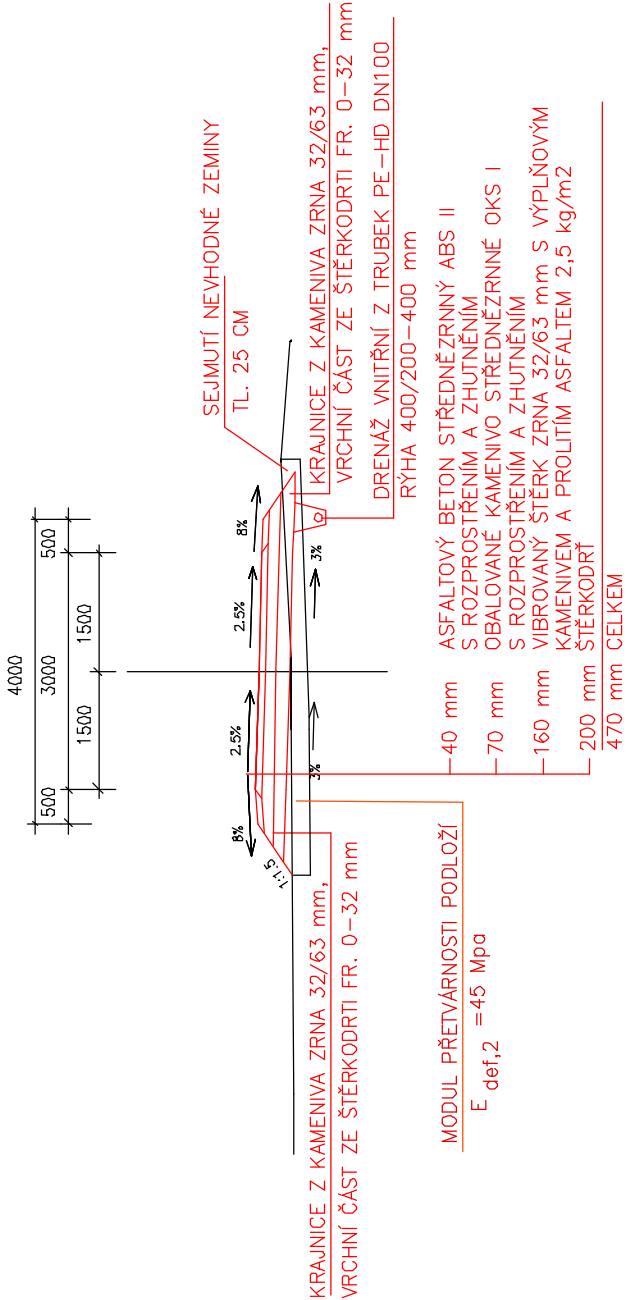 4000
500
3000
500
1500
1500
8%
2.5%
2.5%
8%
1:1.5
3%
3%
SEJMUTÍ NEVHODNÉ ZEMINY
TL. 25 CM
KRAJNICE Z KAMENIVA ZRNA 32/63 mm,
VRCHNÍ ČÁST ZE ŠTĚRKODRTI FR. 0-32 mm
DRENÁŽ VNITŘNÍ Z TRUBEK PE-HD DN100
RÝHA 400/200-400 mm
KRAJNICE Z KAMENIVA ZRNA 32/63 mm,
VRCHNÍ ČÁST ZE ŠTĚRKODRTI FR. 0-32 mm
MODUL PŘETVÁRNOSTI PODLOŽÍ
E def,2 =45 Mpa
40 mm ASFALTOVÝ BETON STŘEDNĚZRNNÝ ABS II
S ROZPROSTŘENÍM A ZHUTNĚNÍM
70 mm OBALOVANÉ KAMENIVO STŘEDNĚZRNNÉ OKS I
S ROZPROSTŘENÍM A ZHUTNĚNÍM
160 mm VIBROVANÝ ŠTĚRK ZRNA 32/63 mm S VÝPLŇOVÝM
KAMENIVEM A PROLITÍM ASFALTEM 2,5 kg/m2
200 mm ŠTĚRKODRŤ
470 mm CELKEM